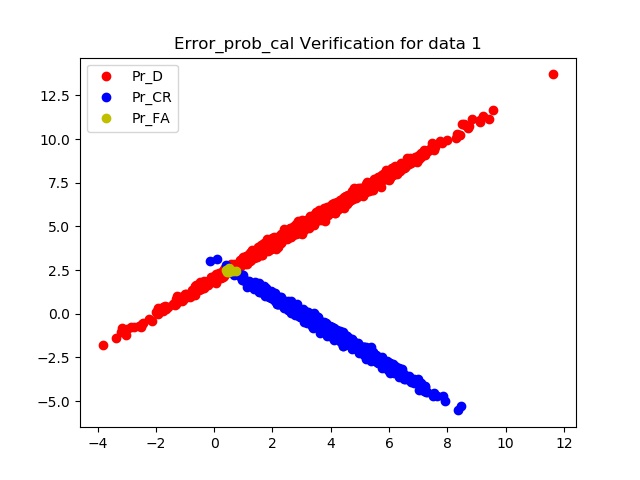 Error_prob_cal Verification for data 1
Pr_D
Pr_CR
Pr_FA
12.5
10.0
7.5
5.0
2.5
0.0
−2.5
−5.0
−4 −2 0 2 4 6 8 10 12